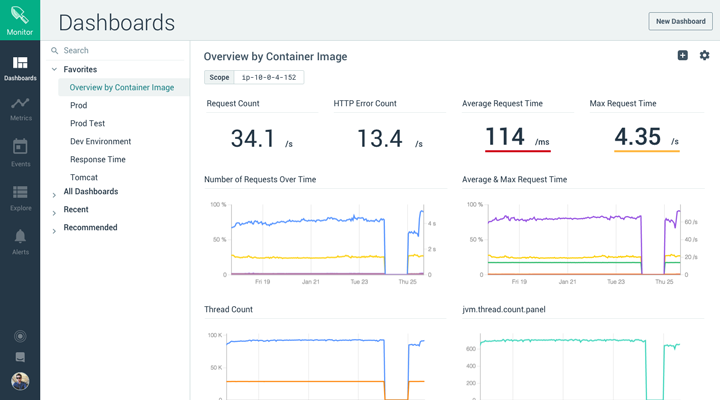 Monitor
Dashboards
Metrics
Events
Explore
Alerts
Dashboards
New Dashboard
Search
Favorites
Overview by Container Image
Prod
Prod Test
Dev Environment
Response Time
Tomcat
All Dashboards
Recent
Recommended
Overview by Container Image
Scope ip-10-0-4-152
Request Count
34.1 /s
HTTP Error Count
13.4 /s
Average Request Time
114 /ms
Max Request Time
4.35 /s
Number of Requests Over Time
100 %
50 %
0
4 s
2 s
0
Fri 19 Jan 21 Tue 23 Thu 25
Average & Max Request Time
100 %
50 %
0
60 /s
40 /s
20 /s
0
Fri 19 Jan 21 Tue 23 Thu 25
Thread Count
100 K
50 K
0
jvm.thread.count.panel
600
400
200